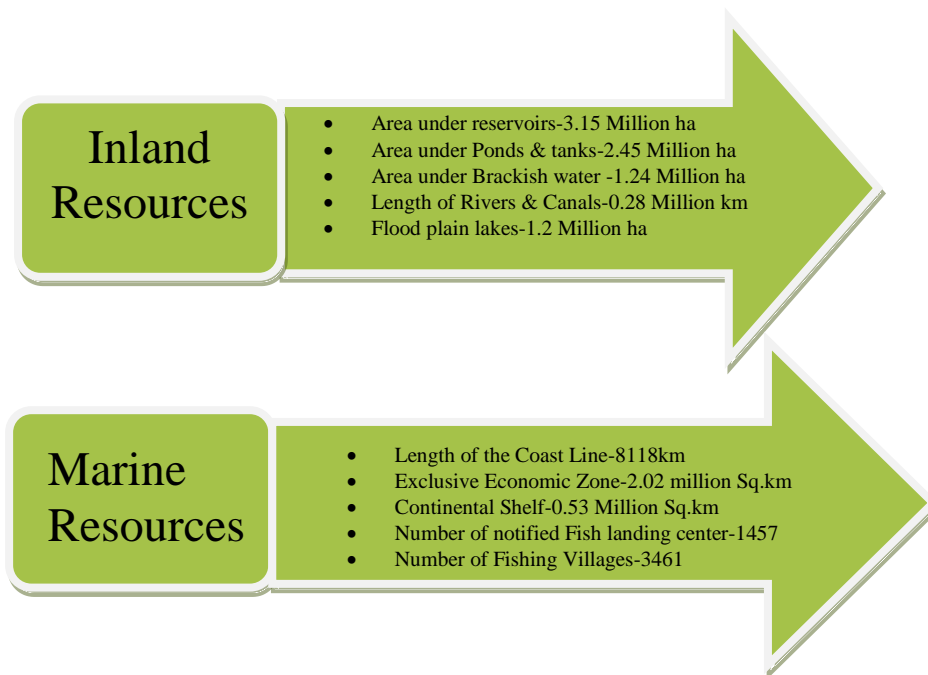 Inland
Resources
• Area under reservoirs-3.15 Million ha
• Area under Ponds & tanks-2.45 Million ha
• Area under Brackish water -1.24 Million ha
• Length of Rivers & Canals-0.28 Million km
• Flood plain lakes-1.2 Million ha
Marine
Resources
• Length of the Coast Line-8118km
• Exclusive Economic Zone-2.02 million Sq.km
• Continental Shelf-0.53 Million Sq.km
• Number of notified Fish landing center-1457
• Number of Fishing Villages-3461